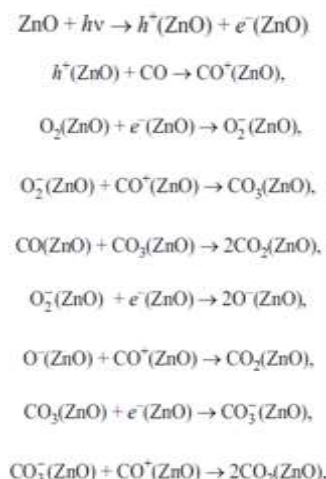 ZnO + hν → h⁺(ZnO) + e⁻(ZnO)
h⁺(ZnO) + CO → CO⁺(ZnO),
O₂(ZnO) + e⁻(ZnO) → O₂⁻(ZnO),
O₂⁻(ZnO) + CO⁺(ZnO) → CO₃(ZnO),
CO(ZnO) + CO₃(ZnO) → 2CO₂(ZnO),
O₂⁻(ZnO) + e⁻(ZnO) → 2O⁻(ZnO),
O⁻(ZnO) + CO⁺(ZnO) → CO₂(ZnO),
CO₃(ZnO) + e⁻(ZnO) → CO₃⁻(ZnO),
CO₃⁻(ZnO) + CO⁺(ZnO) → 2CO₂(ZnO),